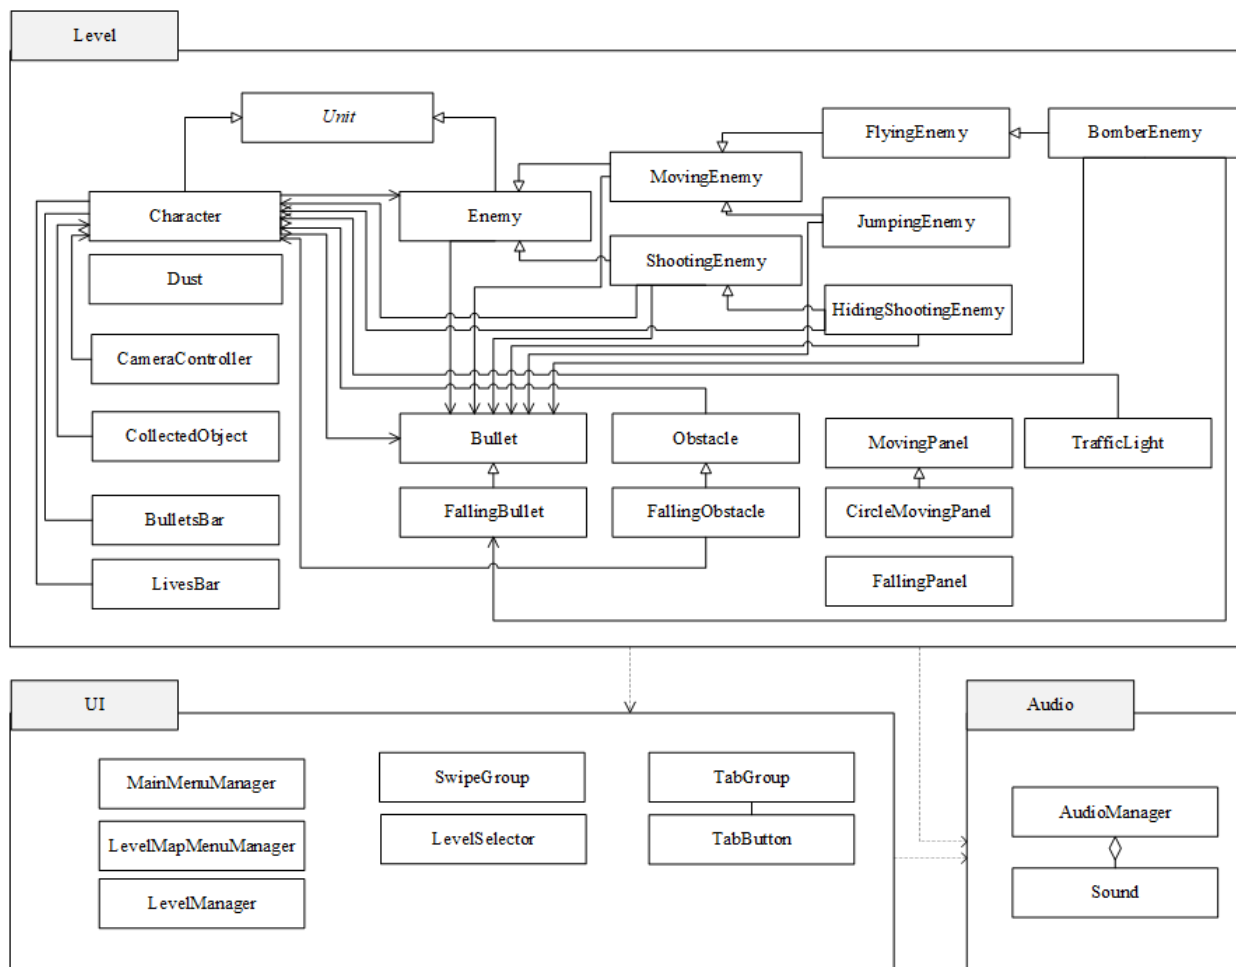 Level
Unit
FlyingEnemy
BomberEnemy
MovingEnemy
Character
Enemy
JumpingEnemy
ShootingEnemy
Dust
HidingShootingEnemy
CameraController
CollectedObject
Bullet
Obstacle
MovingPanel
TrafficLight
BulletsBar
FallingBullet
FallingObstacle
CircleMovingPanel
LivesBar
FallingPanel
UI
Audio
MainMenuManager
SwipeGroup
TabGroup
AudioManager
LevelMapMenuManager
LevelSelector
TabButton
LevelManager
Sound